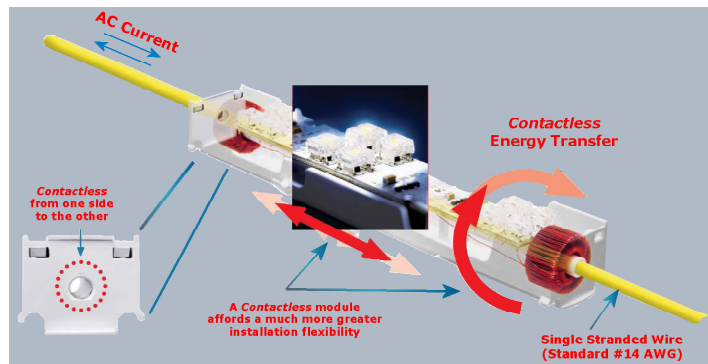 AC Current
Contactless
Energy Transfer
Contactless
from one side
to the other
A Contactless module
affords a much more greater
installation flexibility
Single Stranded Wire
(Standard #14 AWG)